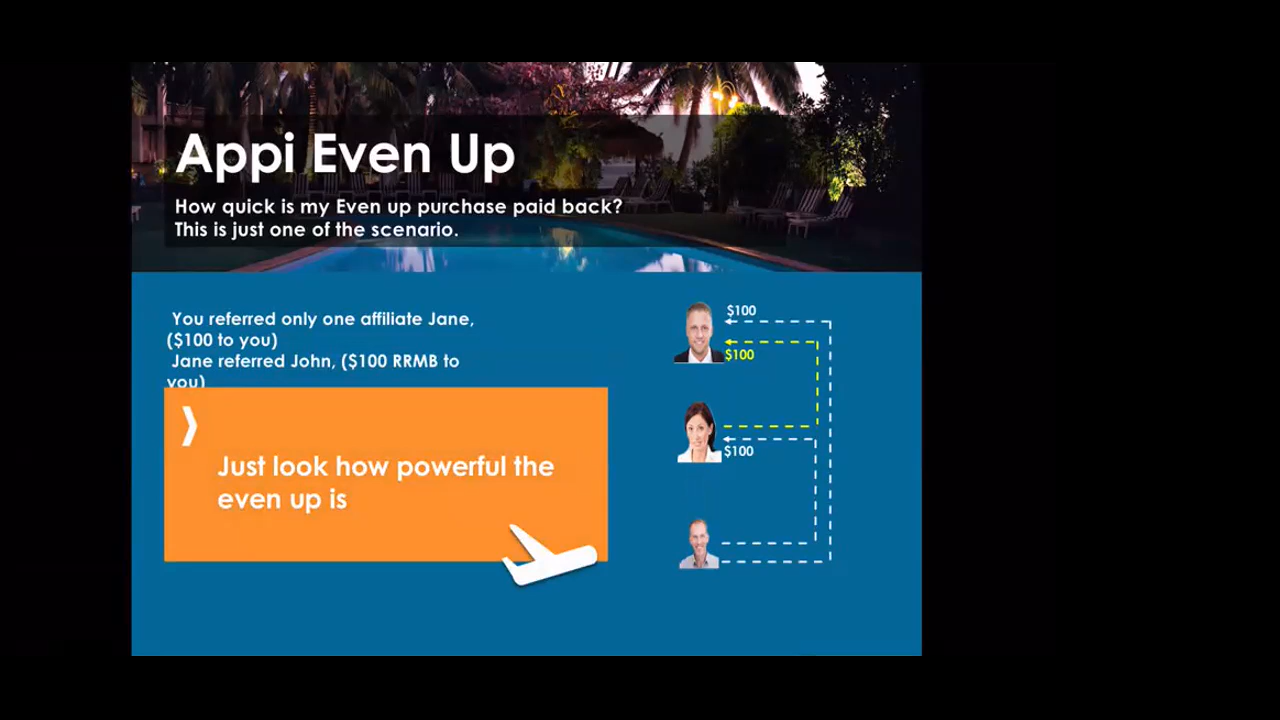 Appi Even Up
How quick is my Even up purchase paid back?
This is just one of the scenario.
You referred only one affiliate Jane,
($100 to you)
Jane referred John, ($100 RRMB to
you)
Just look how powerful the
even up is
$100
$100
$100